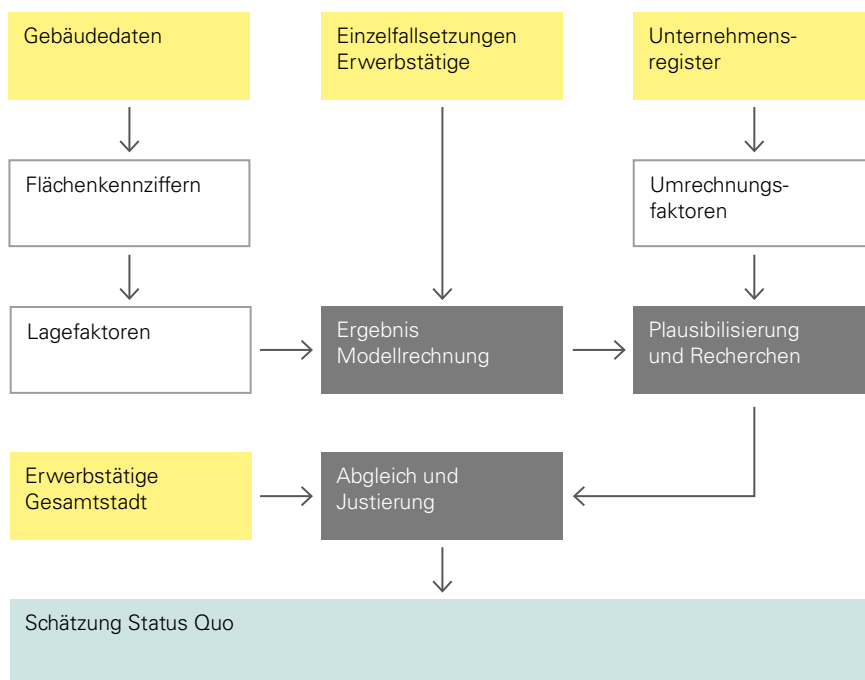 Gebäudedaten
Einzelfallsetzungen
Erwerbstätige
Unternehmens-
register
Flächenkennziffern
Umrechnungs-
faktoren
Lagefaktoren
Ergebnis
Modellrechnung
Plausibilisierung
und Recherchen
Erwerbstätige
Gesamtstadt
Abgleich und
Justierung
Schätzung Status Quo